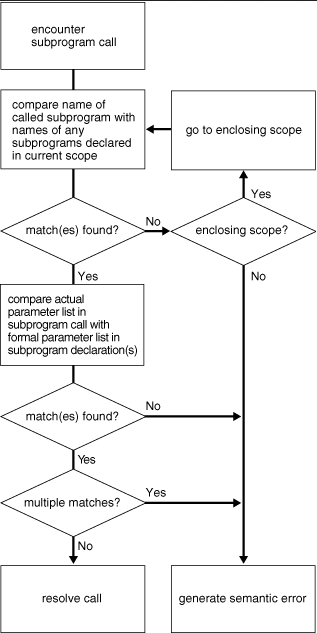 encounter
subprogram call
compare name of
called subprogram with
names of any
subprograms declared
in current scope
go to enclosing scope
Yes
match(es) found?
No
enclosing scope?
Yes
No
compare actual
parameter list in
subprogram call with
formal parameter list in
subprogram declaration(s)
match(es) found?
No
Yes
multiple matches?
Yes
No
resolve call
generate semantic error